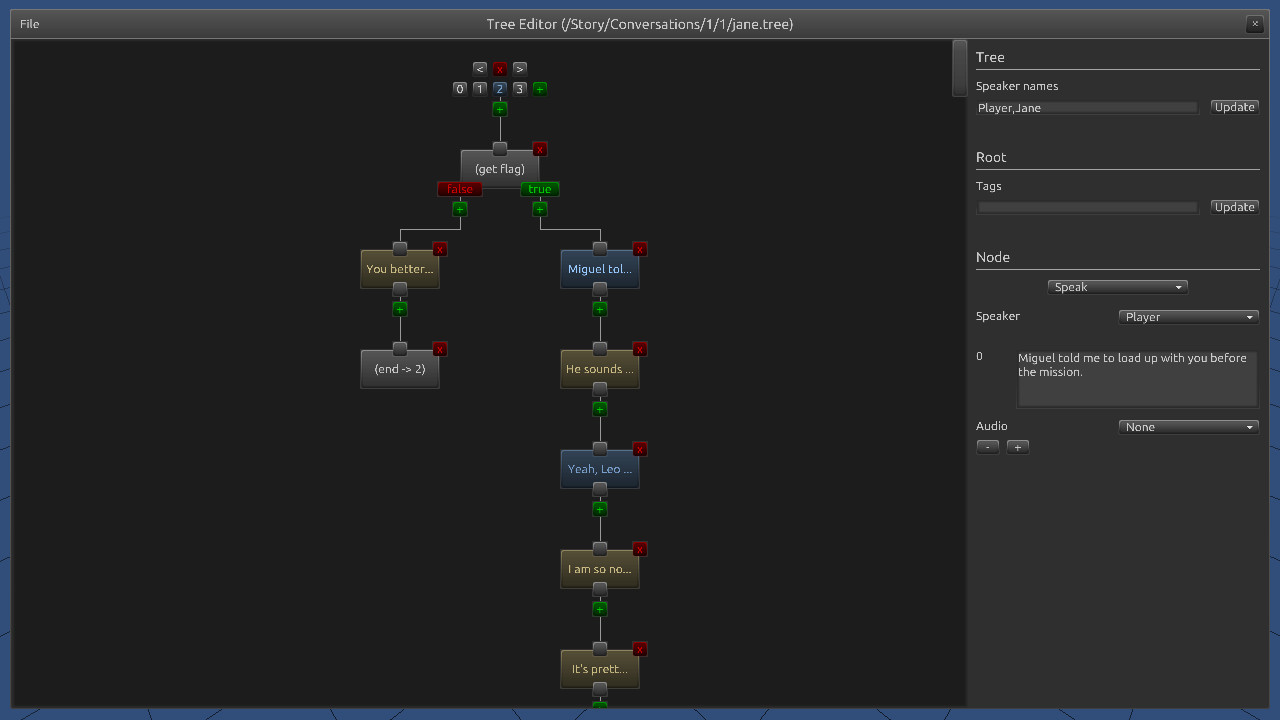 File
Tree Editor (/Story/Conversations/1/1/jane.tree)
x
< x >
0 1 2 3 +
+
(get flag)
x
false
true
+
+
You better...
x
Miguel tol...
x
+
+
(end -> 2)
x
He sounds ...
x
+
Yeah, Leo ...
x
+
I am so no...
x
+
It's prett...
x
+
Tree
Speaker names
Player,Jane
Update
Root
Tags
Update
Node
Speak
Speaker
Player
0
Miguel told me to load up with you before
the mission.
Audio
None
- +